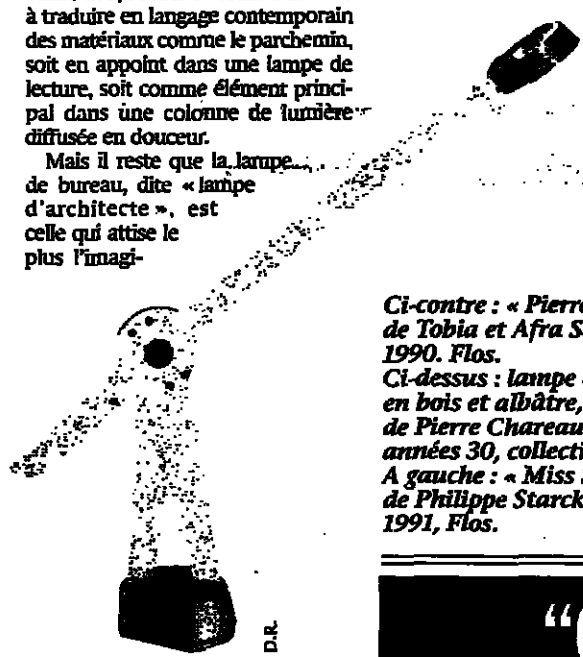 à traduire en langage contemporain
des matériaux comme le parchemin,
soit en appoint dans une lampe de
lecture, soit comme élément princi-
pal dans une colonne de lumière
diffusée en douceur.
Mais il reste que la lampe
de bureau, dite « lampe
d'architecte », est
celle qui attise le
plus l'imagi-
Ci-contre : « Pierre
de Tobia et Afra S
1990. Flos.
Ci-dessus : lampe
en bois et albâtre,
de Pierre Chareau
années 30, collecti
A gauche : « Miss
de Philippe Starck
1991, Flos.
D.R.
“